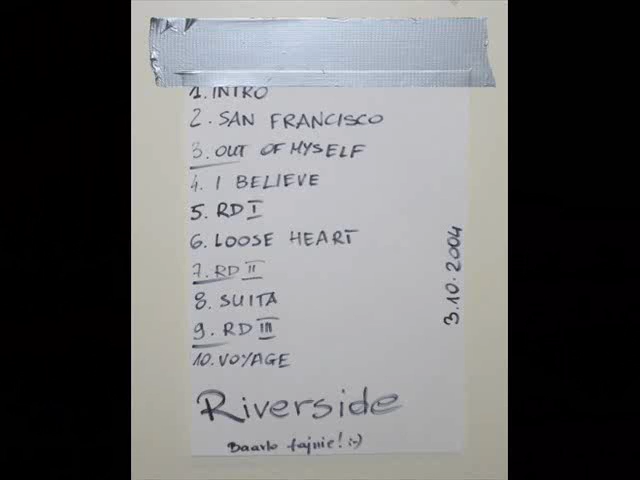 1. INTRO
2. SAN FRANCISCO
3. OUT OF MYSELF
4. I BELIEVE
5. RD I
6. LOOSE HEART
7. RD II
8. SUITA
9. RD III
10. VOYAGE
Riverside
Baarlo fajnie! :-)
3.10.2004